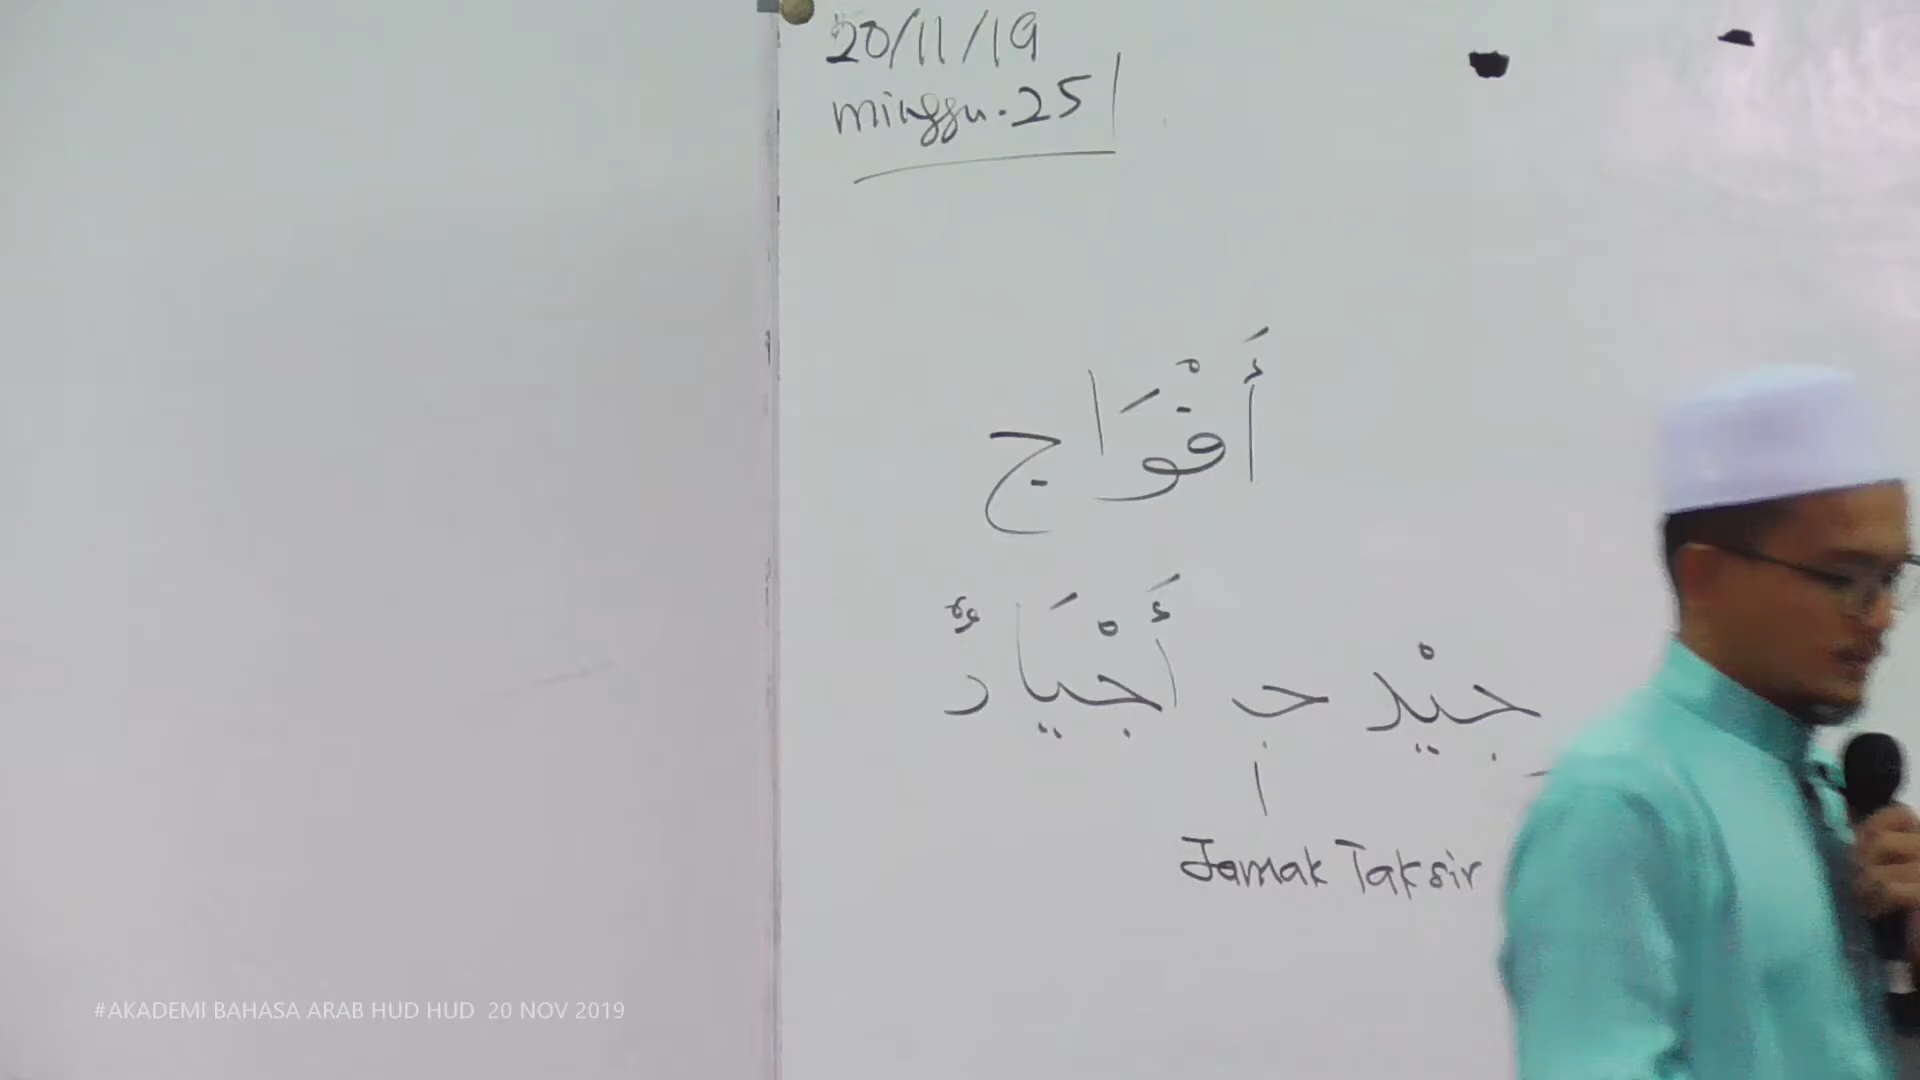 20/11/19
minggu.25
أَفْوَاج
جِيْد ج أَجْيَادٌ
Jamak Taksir
#AKADEMI BAHASA ARAB HUD HUD 20 NOV 2019